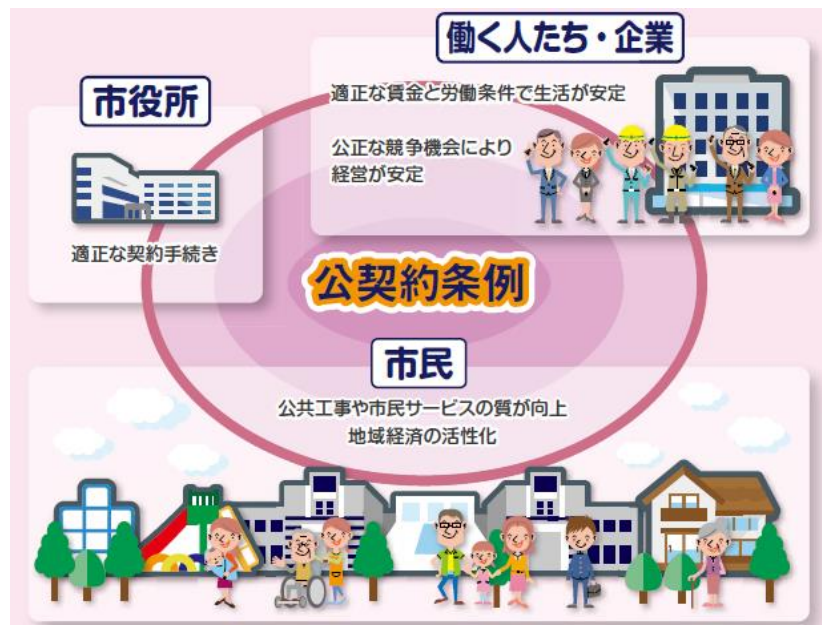 働く人たち・企業
適正な賃金と労働条件で生活が安定
公正な競争機会により
経営が安定
市役所
適正な契約手続き
公契約条例
市民
公共工事や市民サービスの質が向上
地域経済の活性化